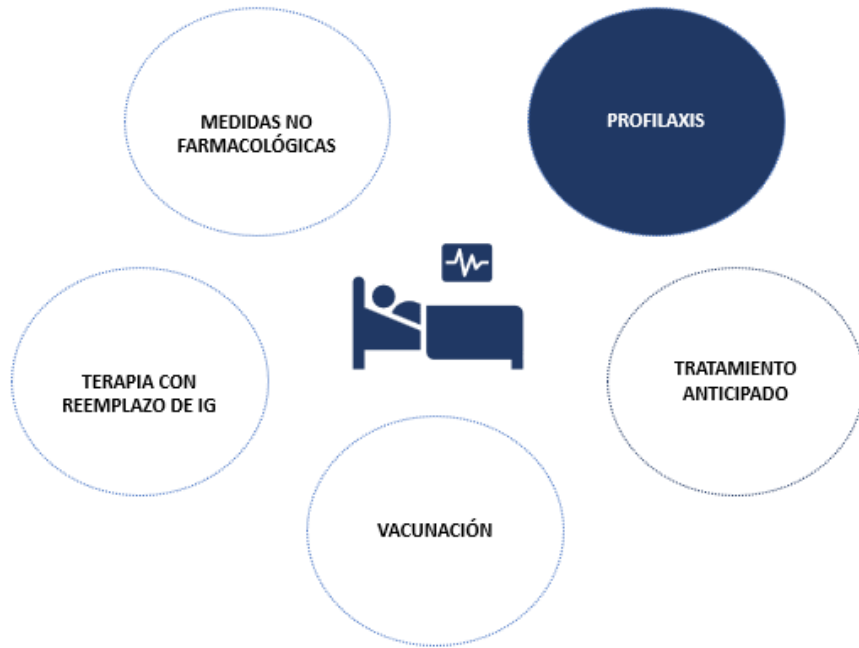 MEDIDAS NO
FARMACOLÓGICAS
PROFILAXIS
TERAPIA CON
REEMPLAZO DE IG
TRATAMIENTO
ANTICIPADO
VACUNACIÓN